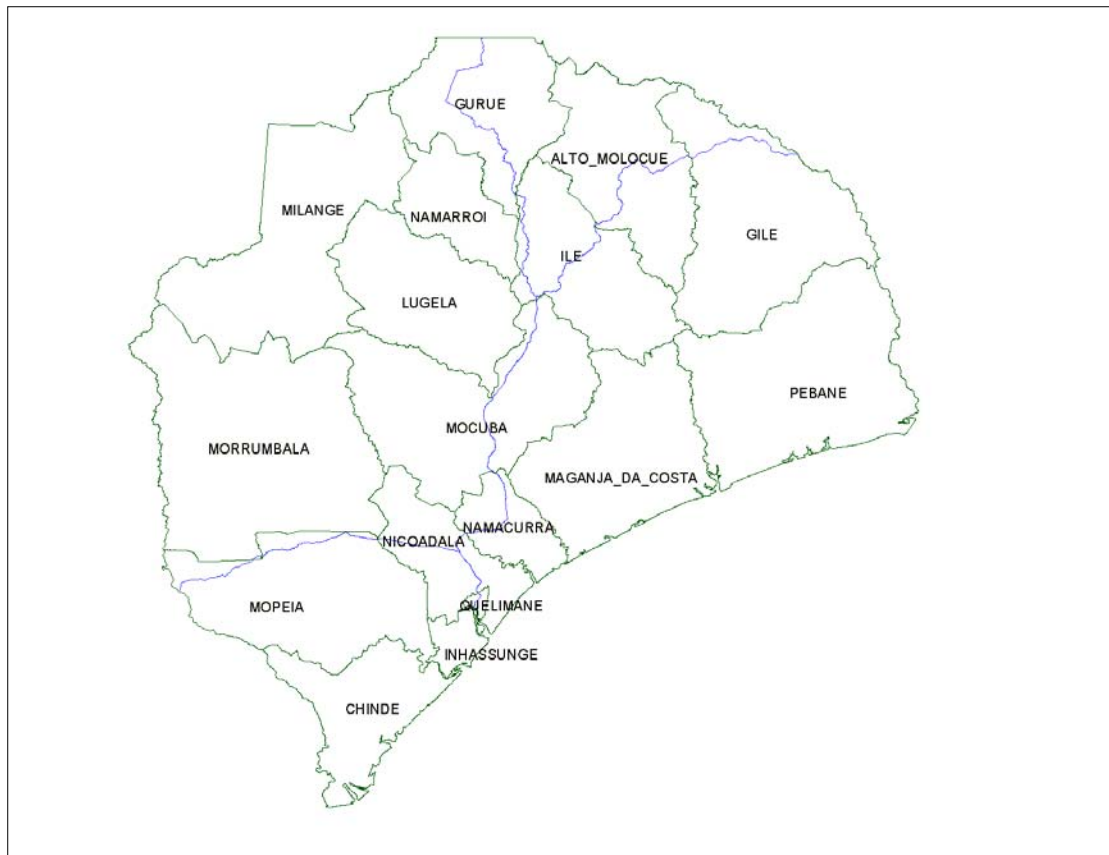 GURUE
ALTO_MOLOCUE
MILANGE
NAMARROI
GILE
ILE
LUGELA
PEBANE
MOCUBA
MORRUMBALA
MAGANJA_DA_COSTA
NAMACURRA
NICOADALA
MOPEIA
QUELIMANE
INHASSUNGE
CHINDE